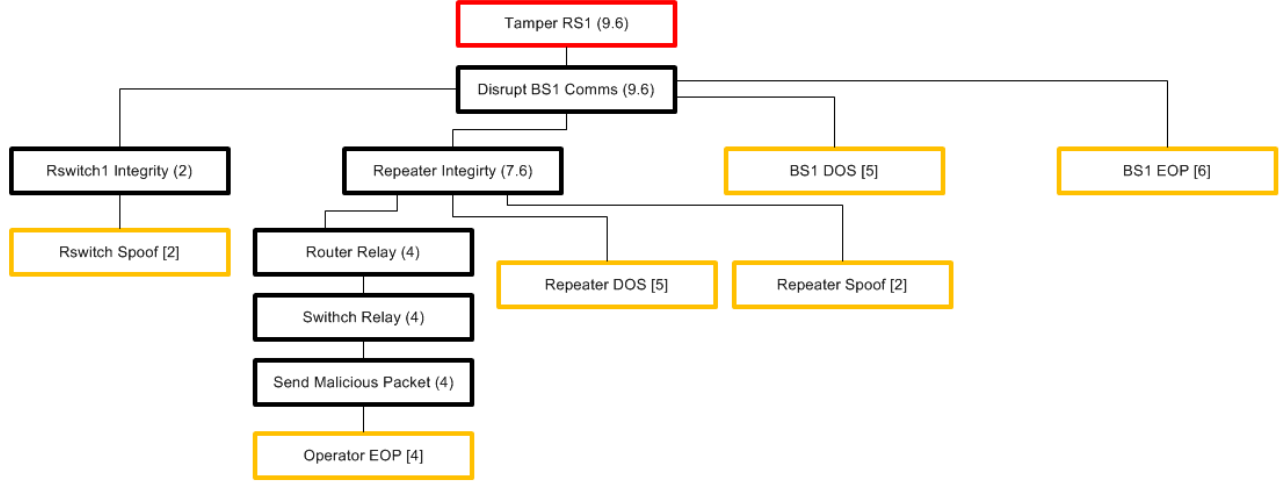 Tamper RS1 (9.6)
Disrupt BS1 Comms (9.6)
Rswitch1 Integrity (2)
Repeater Integirty (7.6)
BS1 DOS [5]
BS1 EOP [6]
Rswitch Spoof [2]
Router Relay (4)
Repeater DOS [5]
Repeater Spoof [2]
Swithch Relay (4)
Send Malicious Packet (4)
Operator EOP [4]